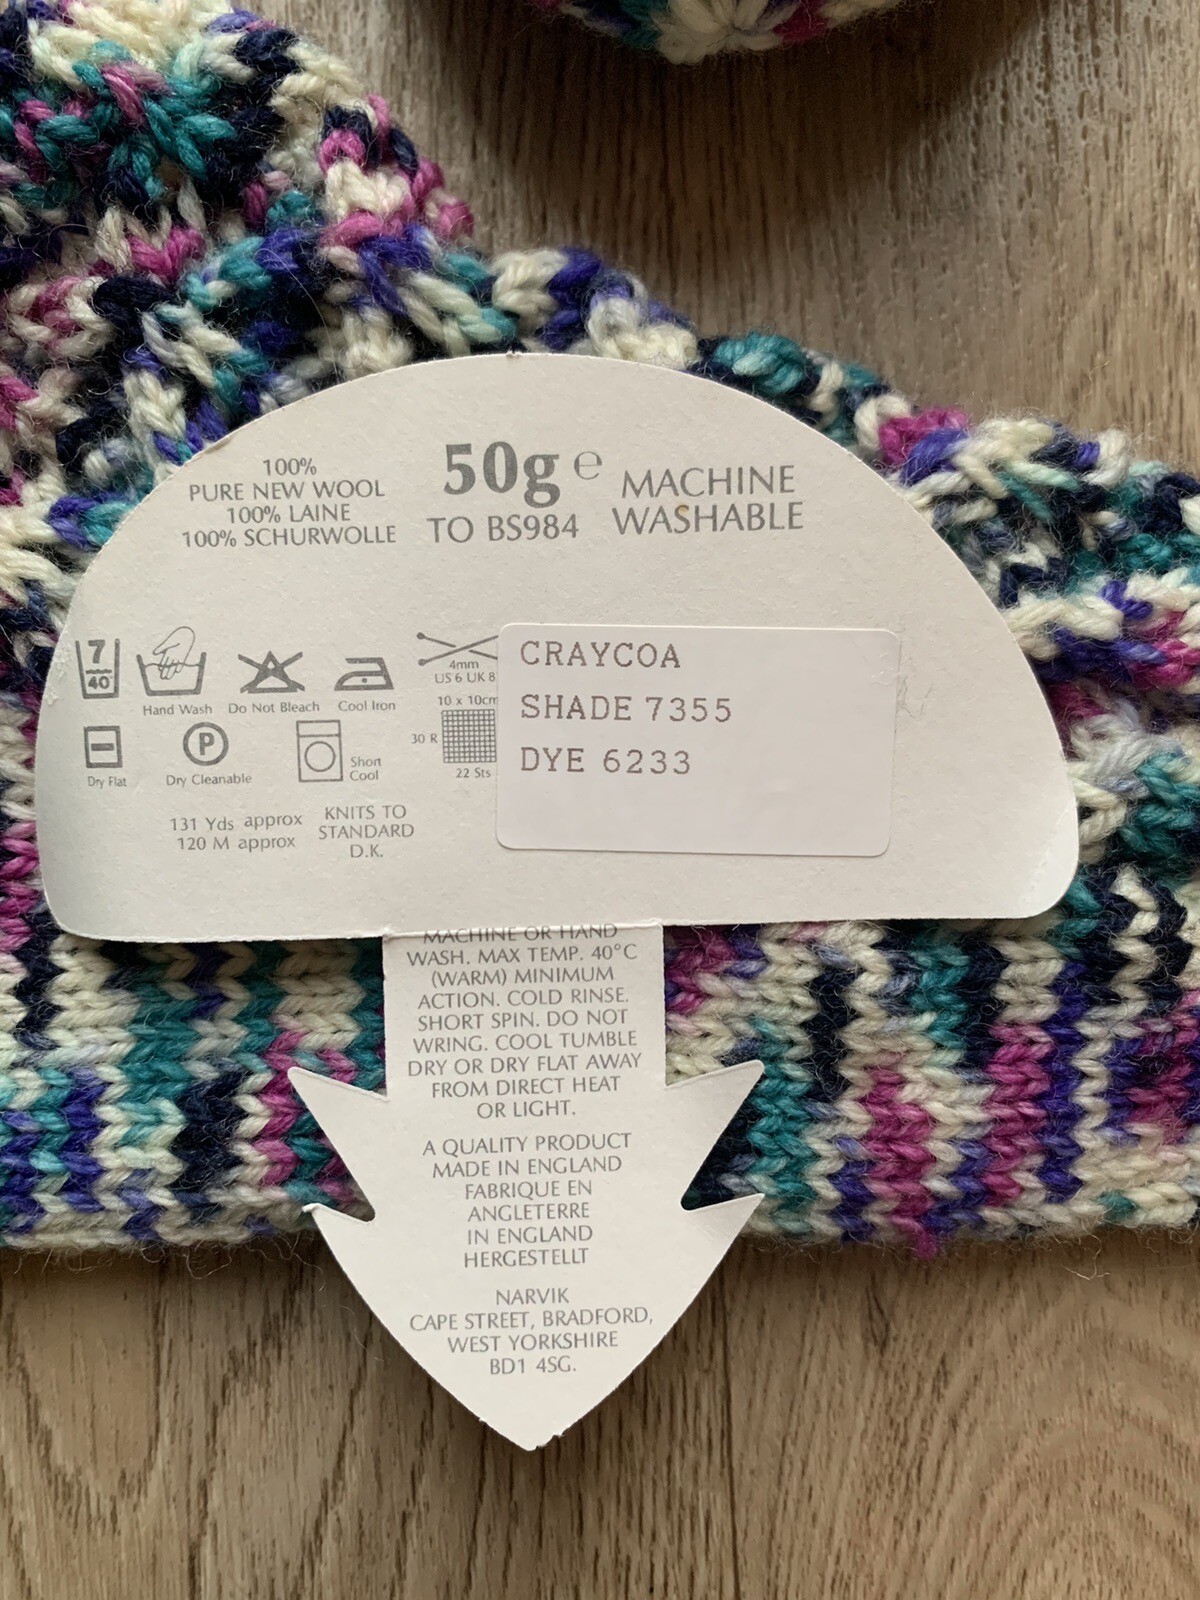 100%
PURE NEW WOOL
100% LAINE
100% SCHURWOLLE
50g e
TO BS984
MACHINE
WASHABLE
7
40
Hand Wash
Do Not Bleach
Cool Iron
4mm
US 6 UK 8
Dry Flat
P
Dry Cleanable
Short
Cool
10 x 10cm
30 R
22 Sts
131 Yds approx
120 M approx
KNITS TO
STANDARD
D.K.
CRAYCOA
SHADE 7355
DYE 6233
MACHINE OR HAND
WASH. MAX TEMP. 40°C
(WARM) MINIMUM
ACTION. COLD RINSE.
SHORT SPIN. DO NOT
WRING. COOL TUMBLE
DRY OR DRY FLAT AWAY
FROM DIRECT HEAT
OR LIGHT.
A QUALITY PRODUCT
MADE IN ENGLAND
FABRIQUE EN
ANGLETERRE
IN ENGLAND
HERGESTELLT
NARVIK
CAPE STREET, BRADFORD,
WEST YORKSHIRE
BD1 4SG.